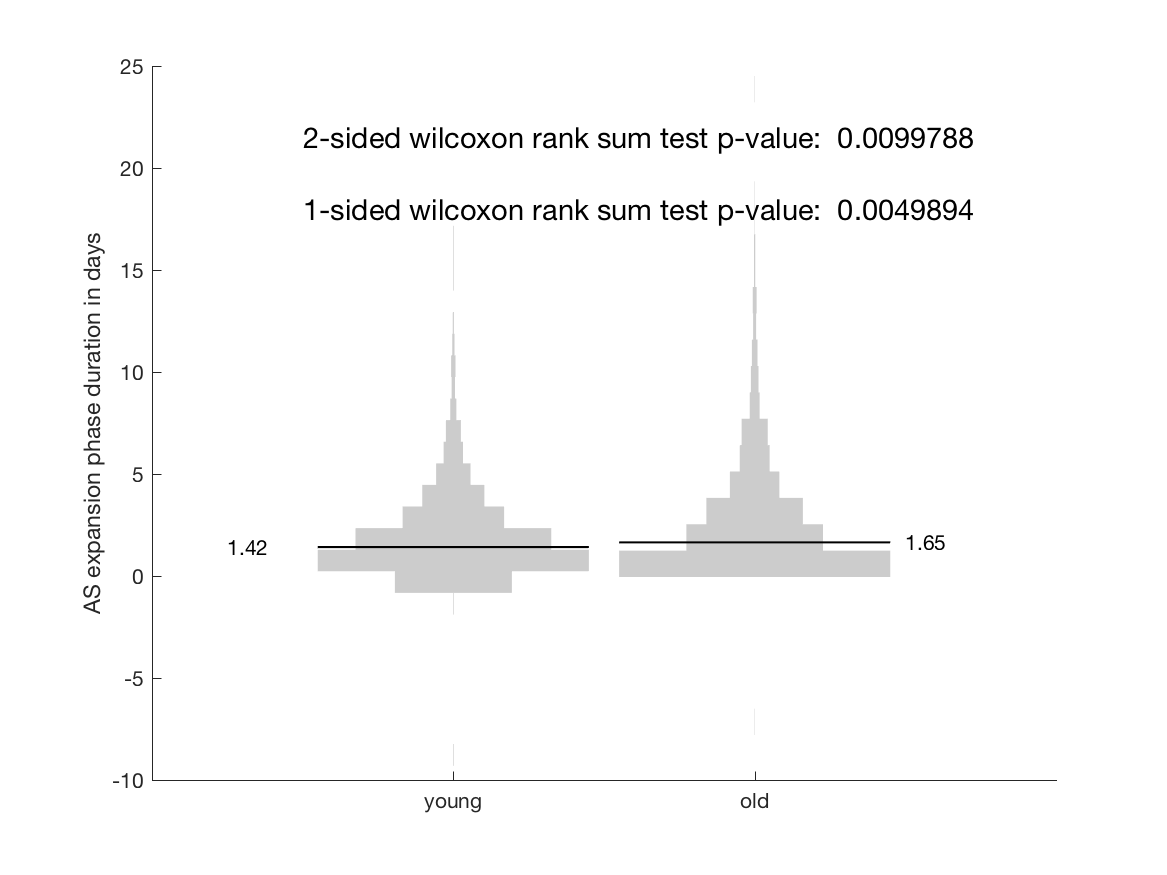 25
2-sided wilcoxon rank sum test p-value:  0.0099788
20
1-sided wilcoxon rank sum test p-value:  0.0049894
15
10
5
0
-5
-10
AS expansion phase duration in days
1.42
1.65
young
old